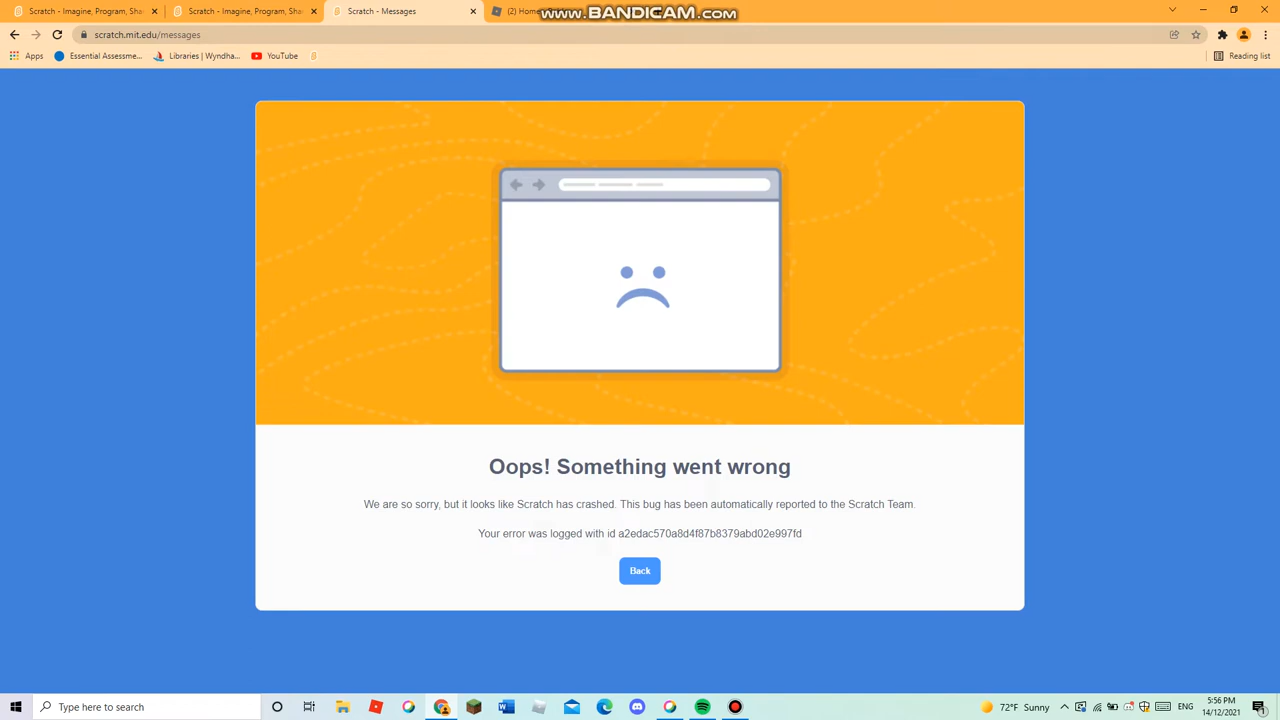 Scratch - Imagine, Program, Sha
Scratch - Imagine, Program, Sha
Scratch - Messages
(2) Home
www.BANDICAM.com
scratch.mit.edu/messages
Apps
Essential Assessme...
Libraries | Wyndha...
YouTube
Reading list
Oops! Something went wrong
We are so sorry, but it looks like Scratch has crashed. This bug has been automatically reported to the Scratch Team.
Your error was logged with id a2edac570a8d4f87b8379abd02e997fd
Back
Type here to search
72°F Sunny
ENG
5:56 PM
14/12/2021
1